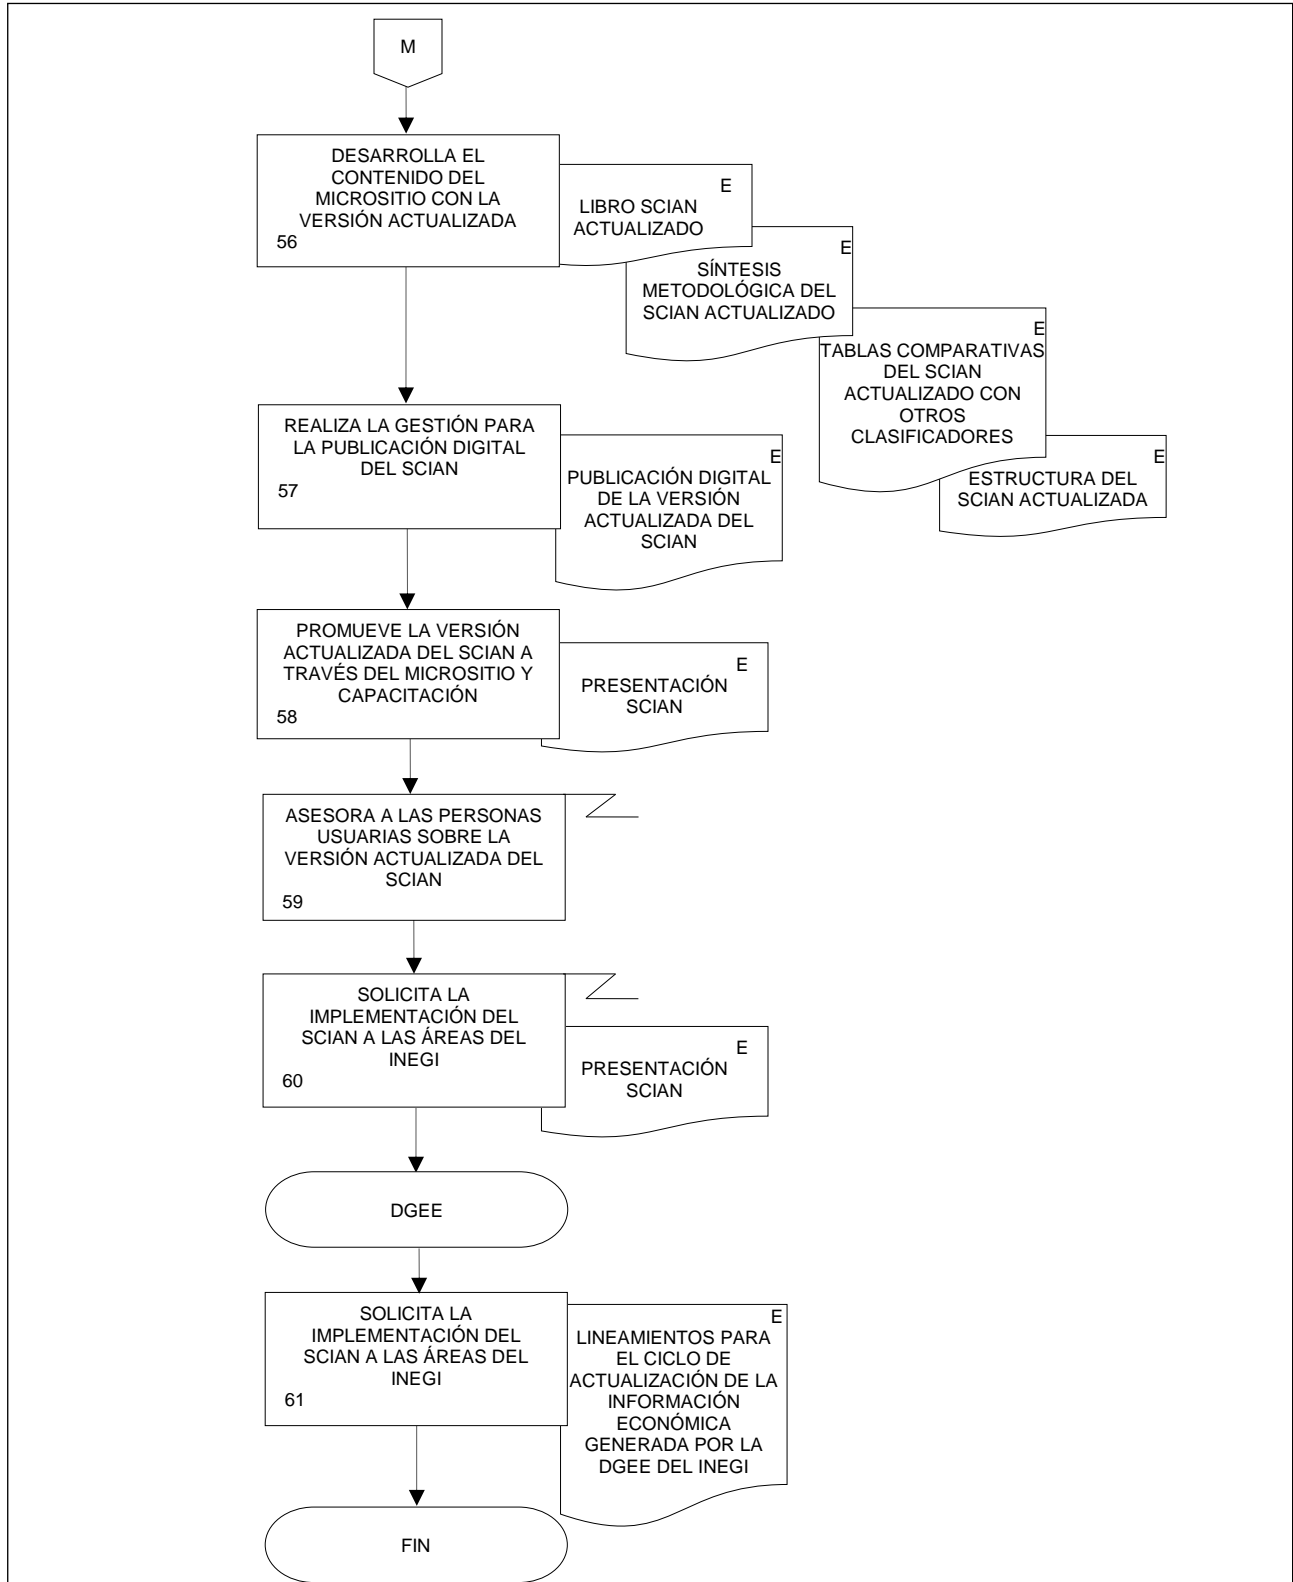 M
DESARROLLA EL
CONTENIDO DEL
MICROSITIO CON LA
VERSIÓN ACTUALIZADA
56
E
LIBRO SCIAN
ACTUALIZADO
E
SÍNTESIS
METODOLÓGICA DEL
SCIAN ACTUALIZADO
E
TABLAS COMPARATIVAS
DEL SCIAN
ACTUALIZADO CON
OTROS
CLASIFICADORES
E
ESTRUCTURA DEL
SCIAN ACTUALIZADA
REALIZA LA GESTIÓN PARA
LA PUBLICACIÓN DIGITAL
DEL SCIAN
57
E
PUBLICACIÓN DIGITAL
DE LA VERSIÓN
ACTUALIZADA DEL
SCIAN
PROMUEVE LA VERSIÓN
ACTUALIZADA DEL SCIAN A
TRAVÉS DEL MICROSITIO Y
CAPACITACIÓN
58
E
PRESENTACIÓN
SCIAN
ASESORA A LAS PERSONAS
USUARIAS SOBRE LA
VERSIÓN ACTUALIZADA DEL
SCIAN
59
SOLICITA LA
IMPLEMENTACIÓN DEL
SCIAN A LAS ÁREAS DEL
INEGI
60
E
PRESENTACIÓN
SCIAN
DGEE
SOLICITA LA
IMPLEMENTACIÓN DEL
SCIAN A LAS ÁREAS DEL
INEGI
61
E
LINEAMIENTOS PARA
EL CICLO DE
ACTUALIZACIÓN DE LA
INFORMACIÓN
ECONÓMICA
GENERADA POR LA
DGEE DEL INEGI
FIN